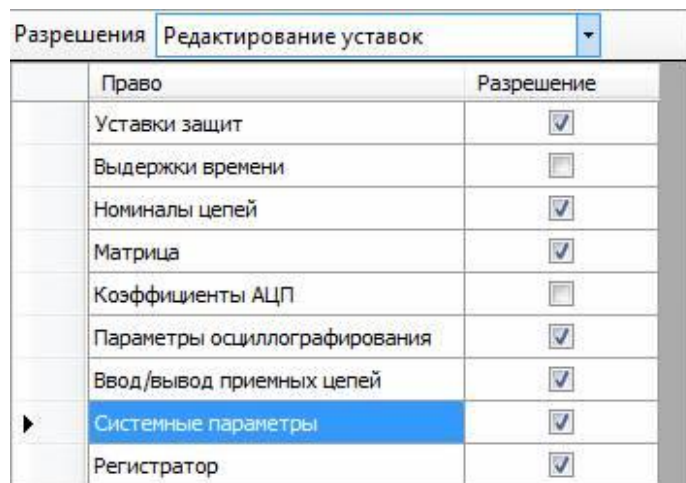 Разрешения Редактирование уставок
Право Разрешение
Уставки защит
Выдержки времени
Номиналы цепей
Матрица
Коэффициенты АЦП
Параметры осциллографирования
Ввод/вывод приемных цепей
Системные параметры
Регистратор